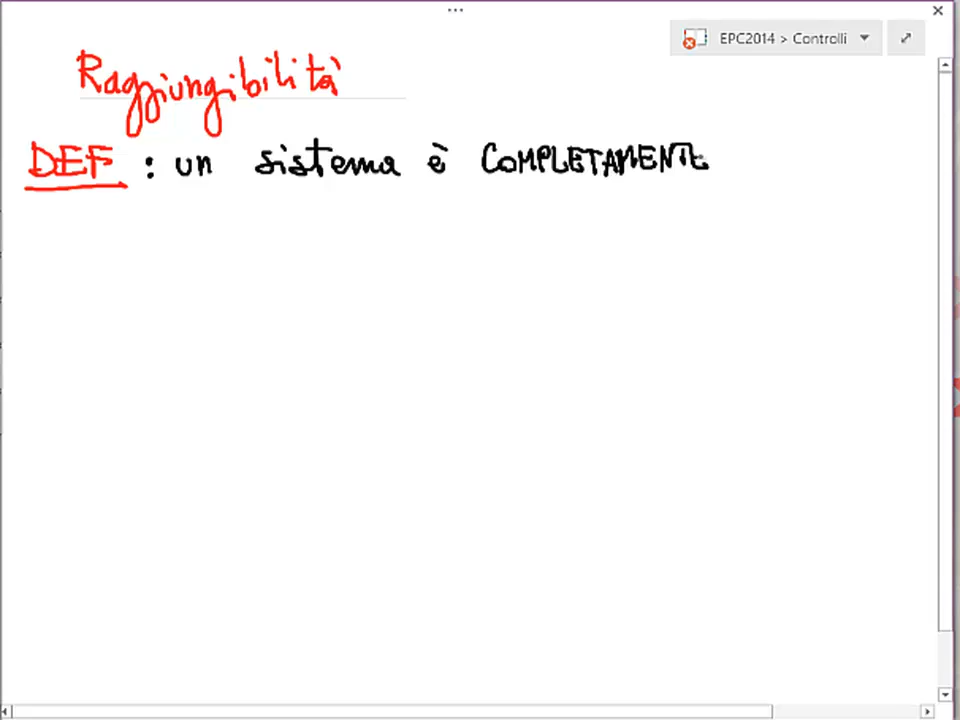 EPC2014 > Controlli
Raggiungibilità
DEF : un sistema è COMPLETAMENTE